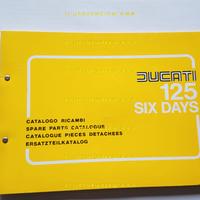 DUCATI
125
SIX DAYS
CATALOGO RICAMBI
SPARE PARTS CATALOGUE
CATALOGUE PIECES DETACHEES
ERSATZTEILKATALOG